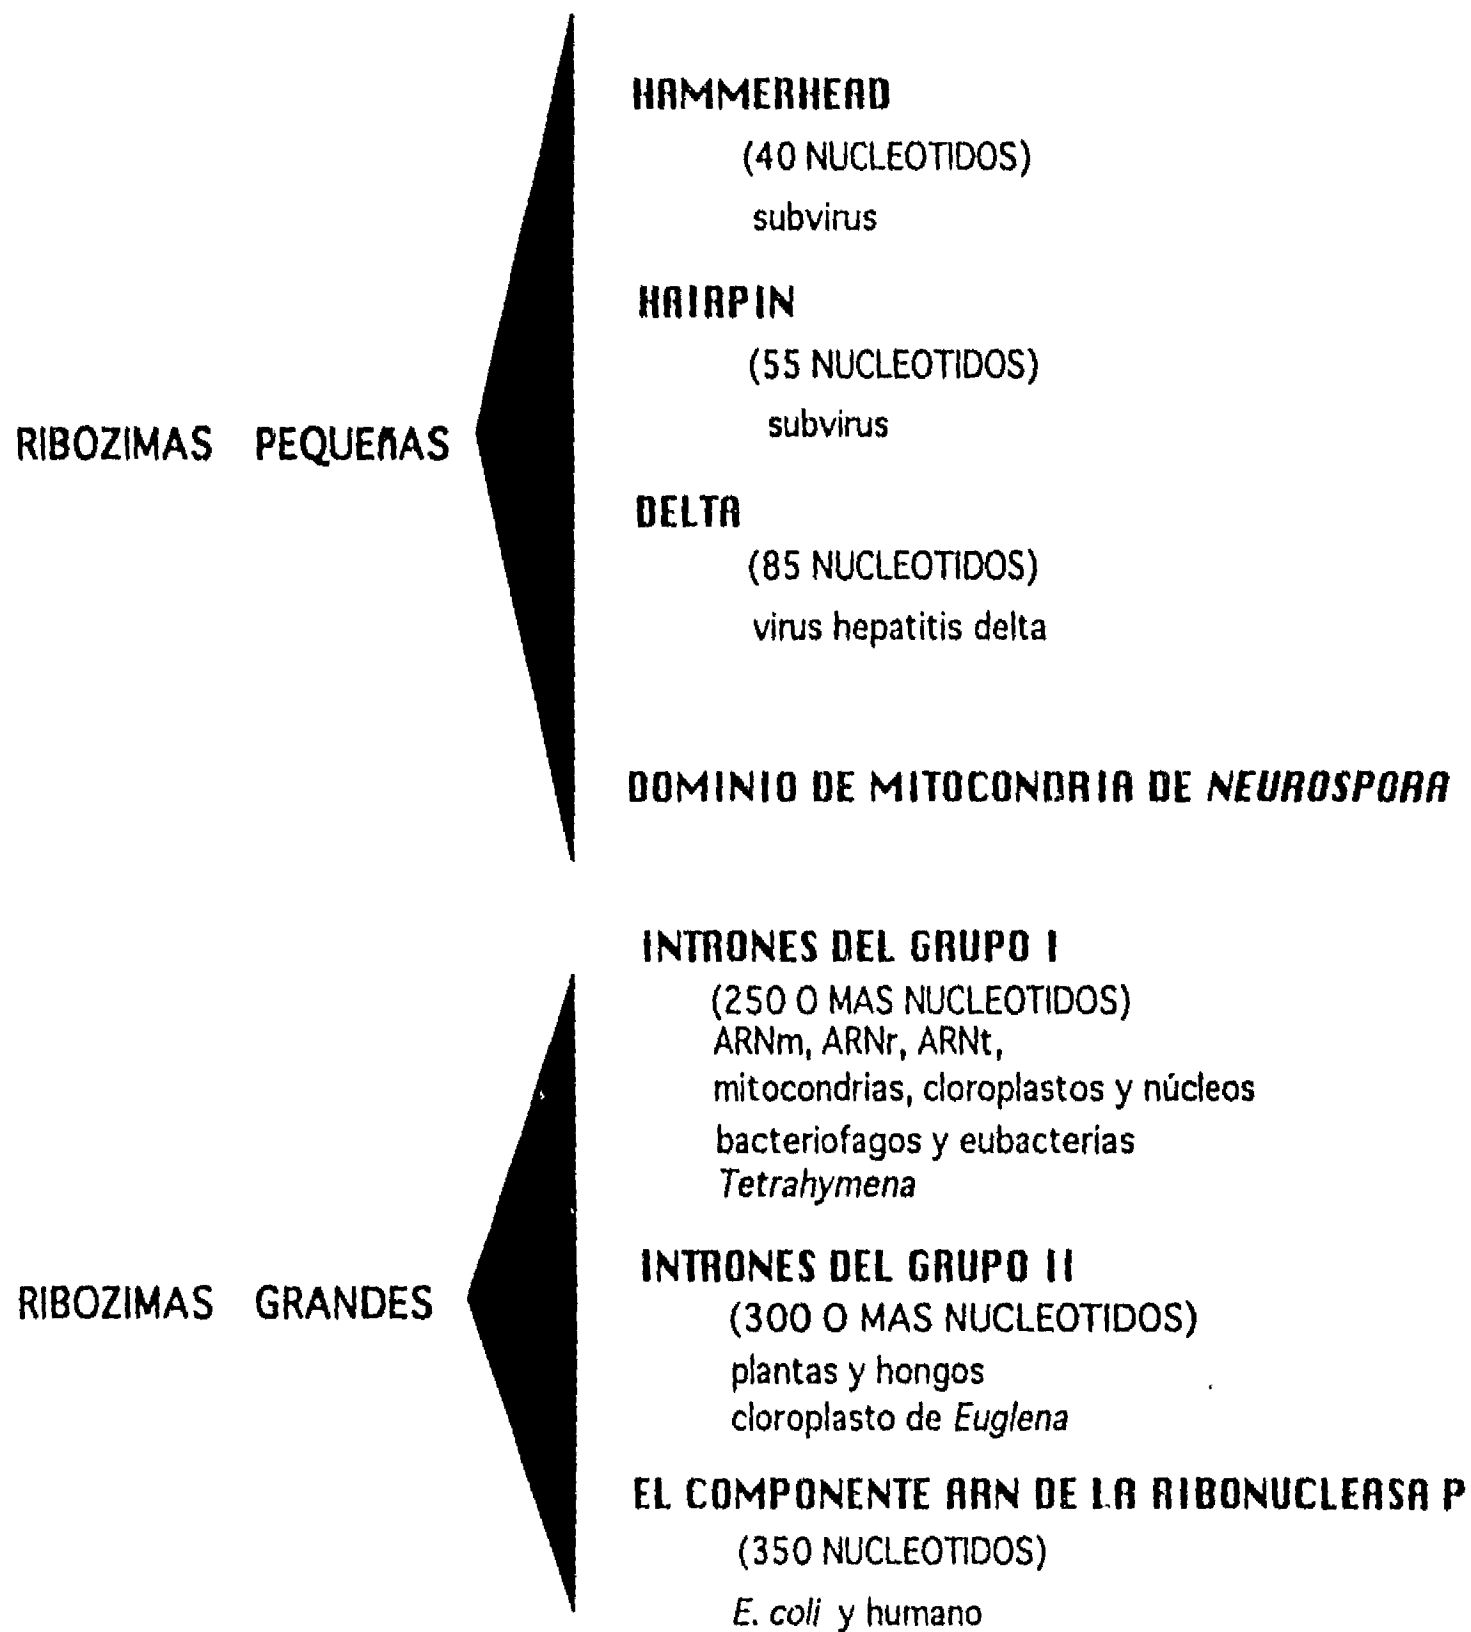 HAMMERHEAD
(40 NUCLEOTIDOS)
subvirus
HAIRPIN
(55 NUCLEOTIDOS)
subvirus
RIBOZIMAS PEQUEÑAS
DELTA
(85 NUCLEOTIDOS)
virus hepatitis delta
DOMINIO DE MITOCONDRIA DE NEUROSPORA
INTRONES DEL GRUPO I
(250 O MAS NUCLEOTIDOS)
ARNm, ARNr, ARNt,
mitocondrias, cloroplastos y núcleos
bacteriofagos y eubacterias
Tetrahymena
INTRONES DEL GRUPO II
RIBOZIMAS GRANDES
(300 O MAS NUCLEOTIDOS)
plantas y hongos
cloroplasto de Euglena
EL COMPONENTE ARN DE LA RIBONUCLEASA P
(350 NUCLEOTIDOS)
E. coli y humano